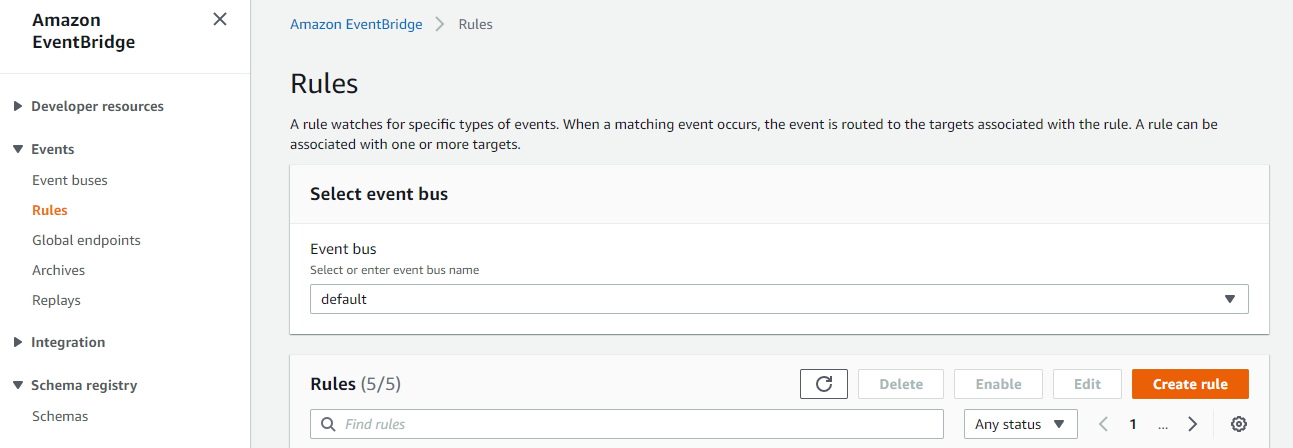 Amazon
EventBridge
Developer resources
Events
Event buses
Rules
Global endpoints
Archives
Replays
Integration
Schema registry
Schemas
Amazon EventBridge > Rules
Rules
A rule watches for specific types of events. When a matching event occurs, the event is routed to the targets associated with the rule. A rule can be
associated with one or more targets.
Select event bus
Event bus
Select or enter event bus name
default
Rules (5/5) Delete Enable Edit Create rule
Find rules Any status 1 ...